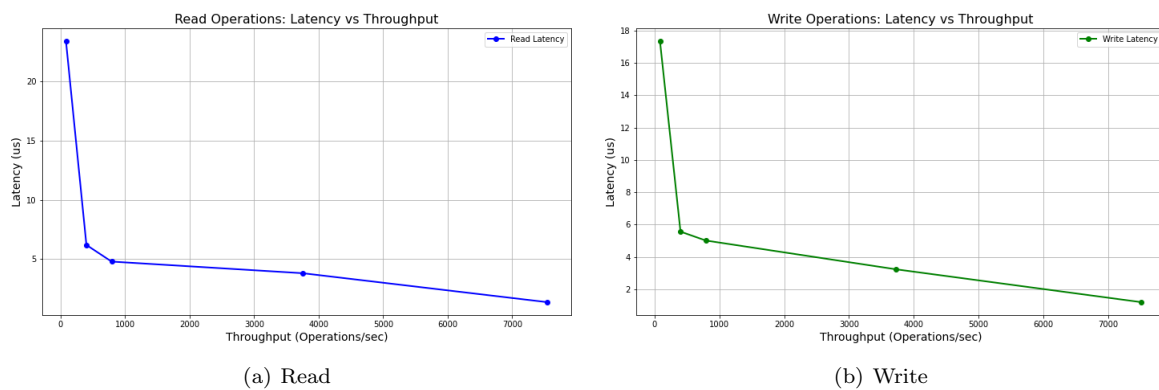 Read Operations: Latency vs Throughput
Read Latency
Latency (us)
20
15
10
5
0 1000 2000 3000 4000 5000 6000 7000
Throughput (Operations/sec)
(a) Read
Write Operations: Latency vs Throughput
Write Latency
Latency (us)
18
16
14
12
10
8
6
4
2
0 1000 2000 3000 4000 5000 6000 7000
Throughput (Operations/sec)
(b) Write